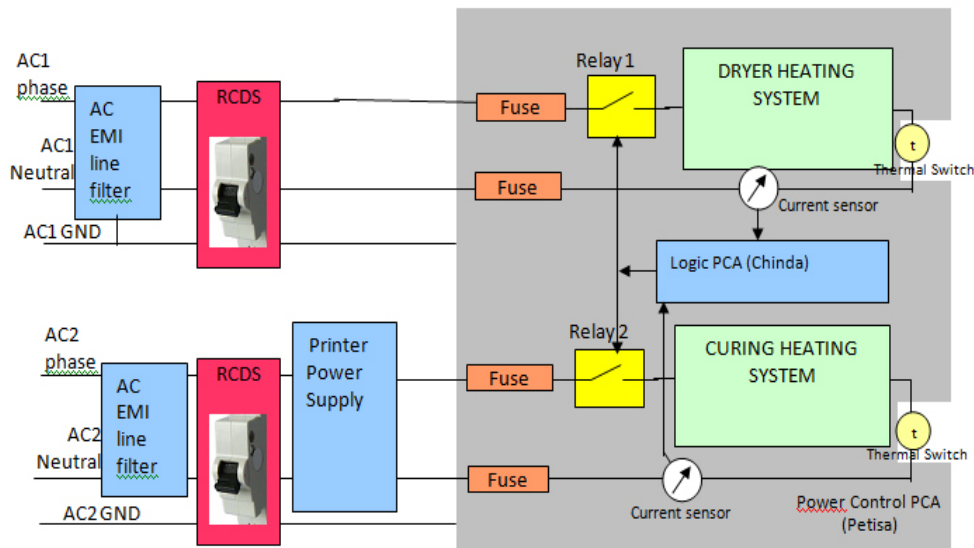 AC1
phase
AC
EMI
line
filter
AC1
Neutral
AC1 GND
RCDS
Fuse
Fuse
Relay 1
DRYER HEATING
SYSTEM
t
Thermal Switch
Current sensor
Logic PCA (Chinda)
AC2
phase
AC
EMI
line
filter
AC2
Neutral
AC2 GND
RCDS
Printer
Power
Supply
Fuse
Fuse
Relay 2
CURING HEATING
SYSTEM
t
Thermal Switch
Current sensor
Power Control PCA
(Petisa)